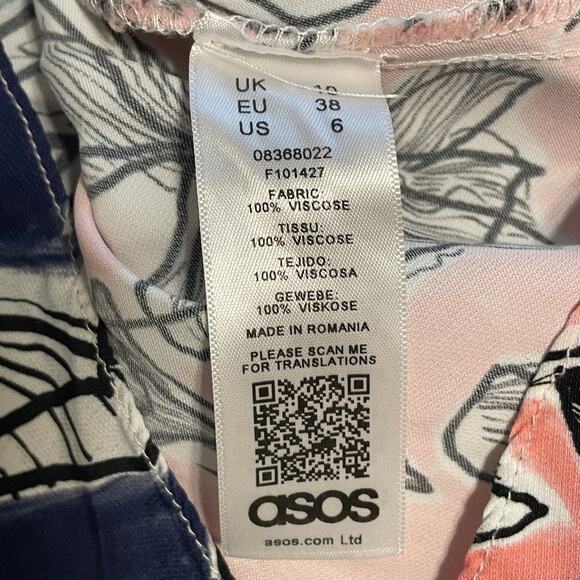 UK 10
EU 38
US 6
08368022
F101427
FABRIC:
100% VISCOSE
TISSU:
100% VISCOSE
TEJIDO:
100% VISCOSA
GEWEBE:
100% VISKOSE
MADE IN ROMANIA
PLEASE SCAN ME
FOR TRANSLATIONS
asos
asos.com Ltd